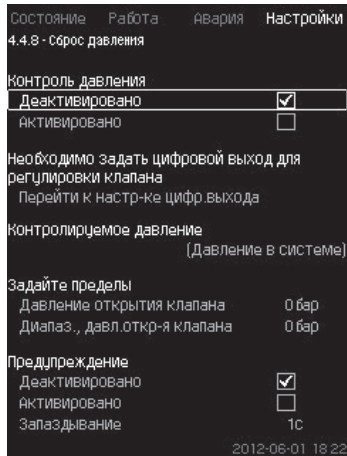 Состояние Работа Авария Настройки
4.4.8 - Сброс давления
Контроль давления
Деактивировано
Активировано
Необходимо задать цифровой выход для
регулировки клапана
Перейти к настр-ке цифр.выхода
Контролируемое давление
(Давление в системе)
Задайте пределы
Давление открытия клапана 0 бар
Диапаз., давл.откр-я клапана 0 бар
Предупреждение
Деактивировано
Активировано
Запаздывание 1с
2012-06-01 18:22